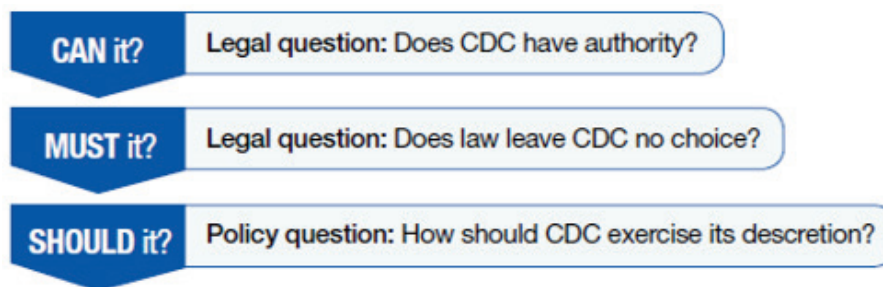 CAN it? Legal question: Does CDC have authority?
MUST it? Legal question: Does law leave CDC no choice?
SHOULD it? Policy question: How should CDC exercise its descretion?